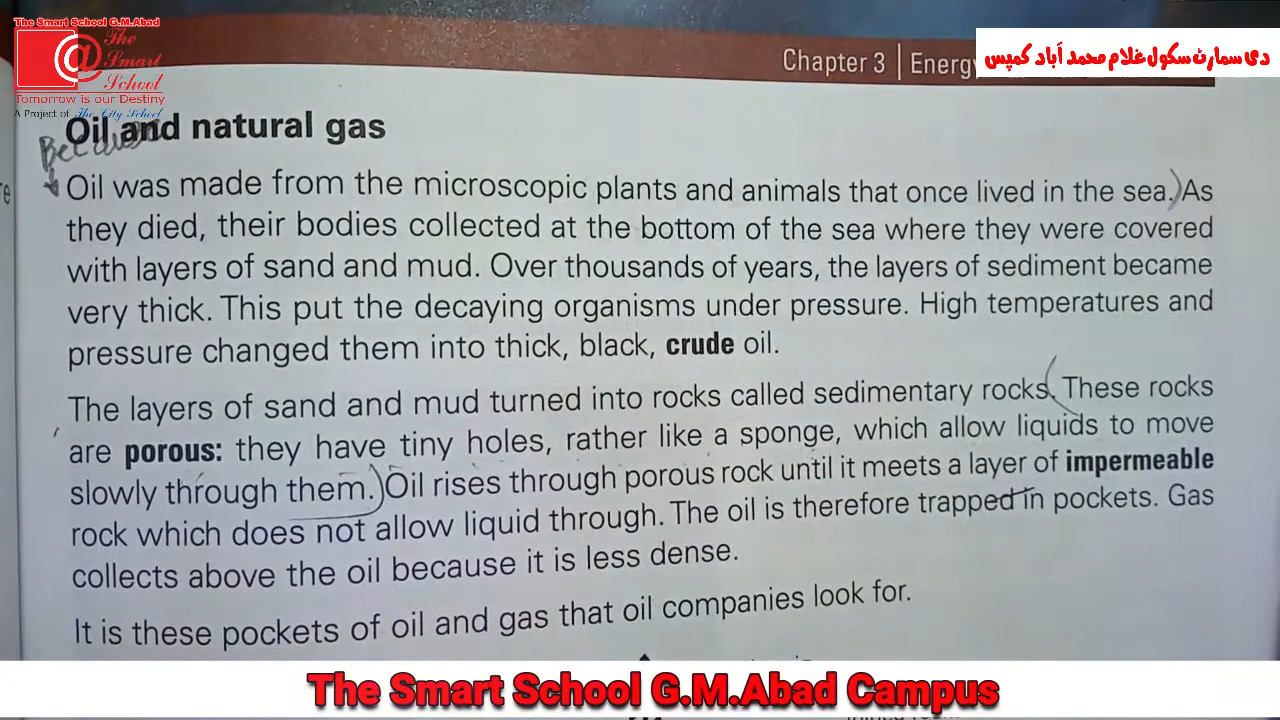 The Smart School G.M.Abad
The
Smart
School
Tomorrow is our Destiny
A Project of The City School
Chapter 3 | Energy
دی سمارٹ سکول غلام محمد آباد کمپس
Oil and natural gas
Because
Oil was made from the microscopic plants and animals that once lived in the sea. As
they died, their bodies collected at the bottom of the sea where they were covered
with layers of sand and mud. Over thousands of years, the layers of sediment became
very thick. This put the decaying organisms under pressure. High temperatures and
pressure changed them into thick, black, crude oil.
The layers of sand and mud turned into rocks called sedimentary rocks. These rocks
are porous: they have tiny holes, rather like a sponge, which allow liquids to move
slowly through them. Oil rises through porous rock until it meets a layer of impermeable
rock which does not allow liquid through. The oil is therefore trapped in pockets. Gas
collects above the oil because it is less dense.
It is these pockets of oil and gas that oil companies look for.
The Smart School G.M.Abad Campus